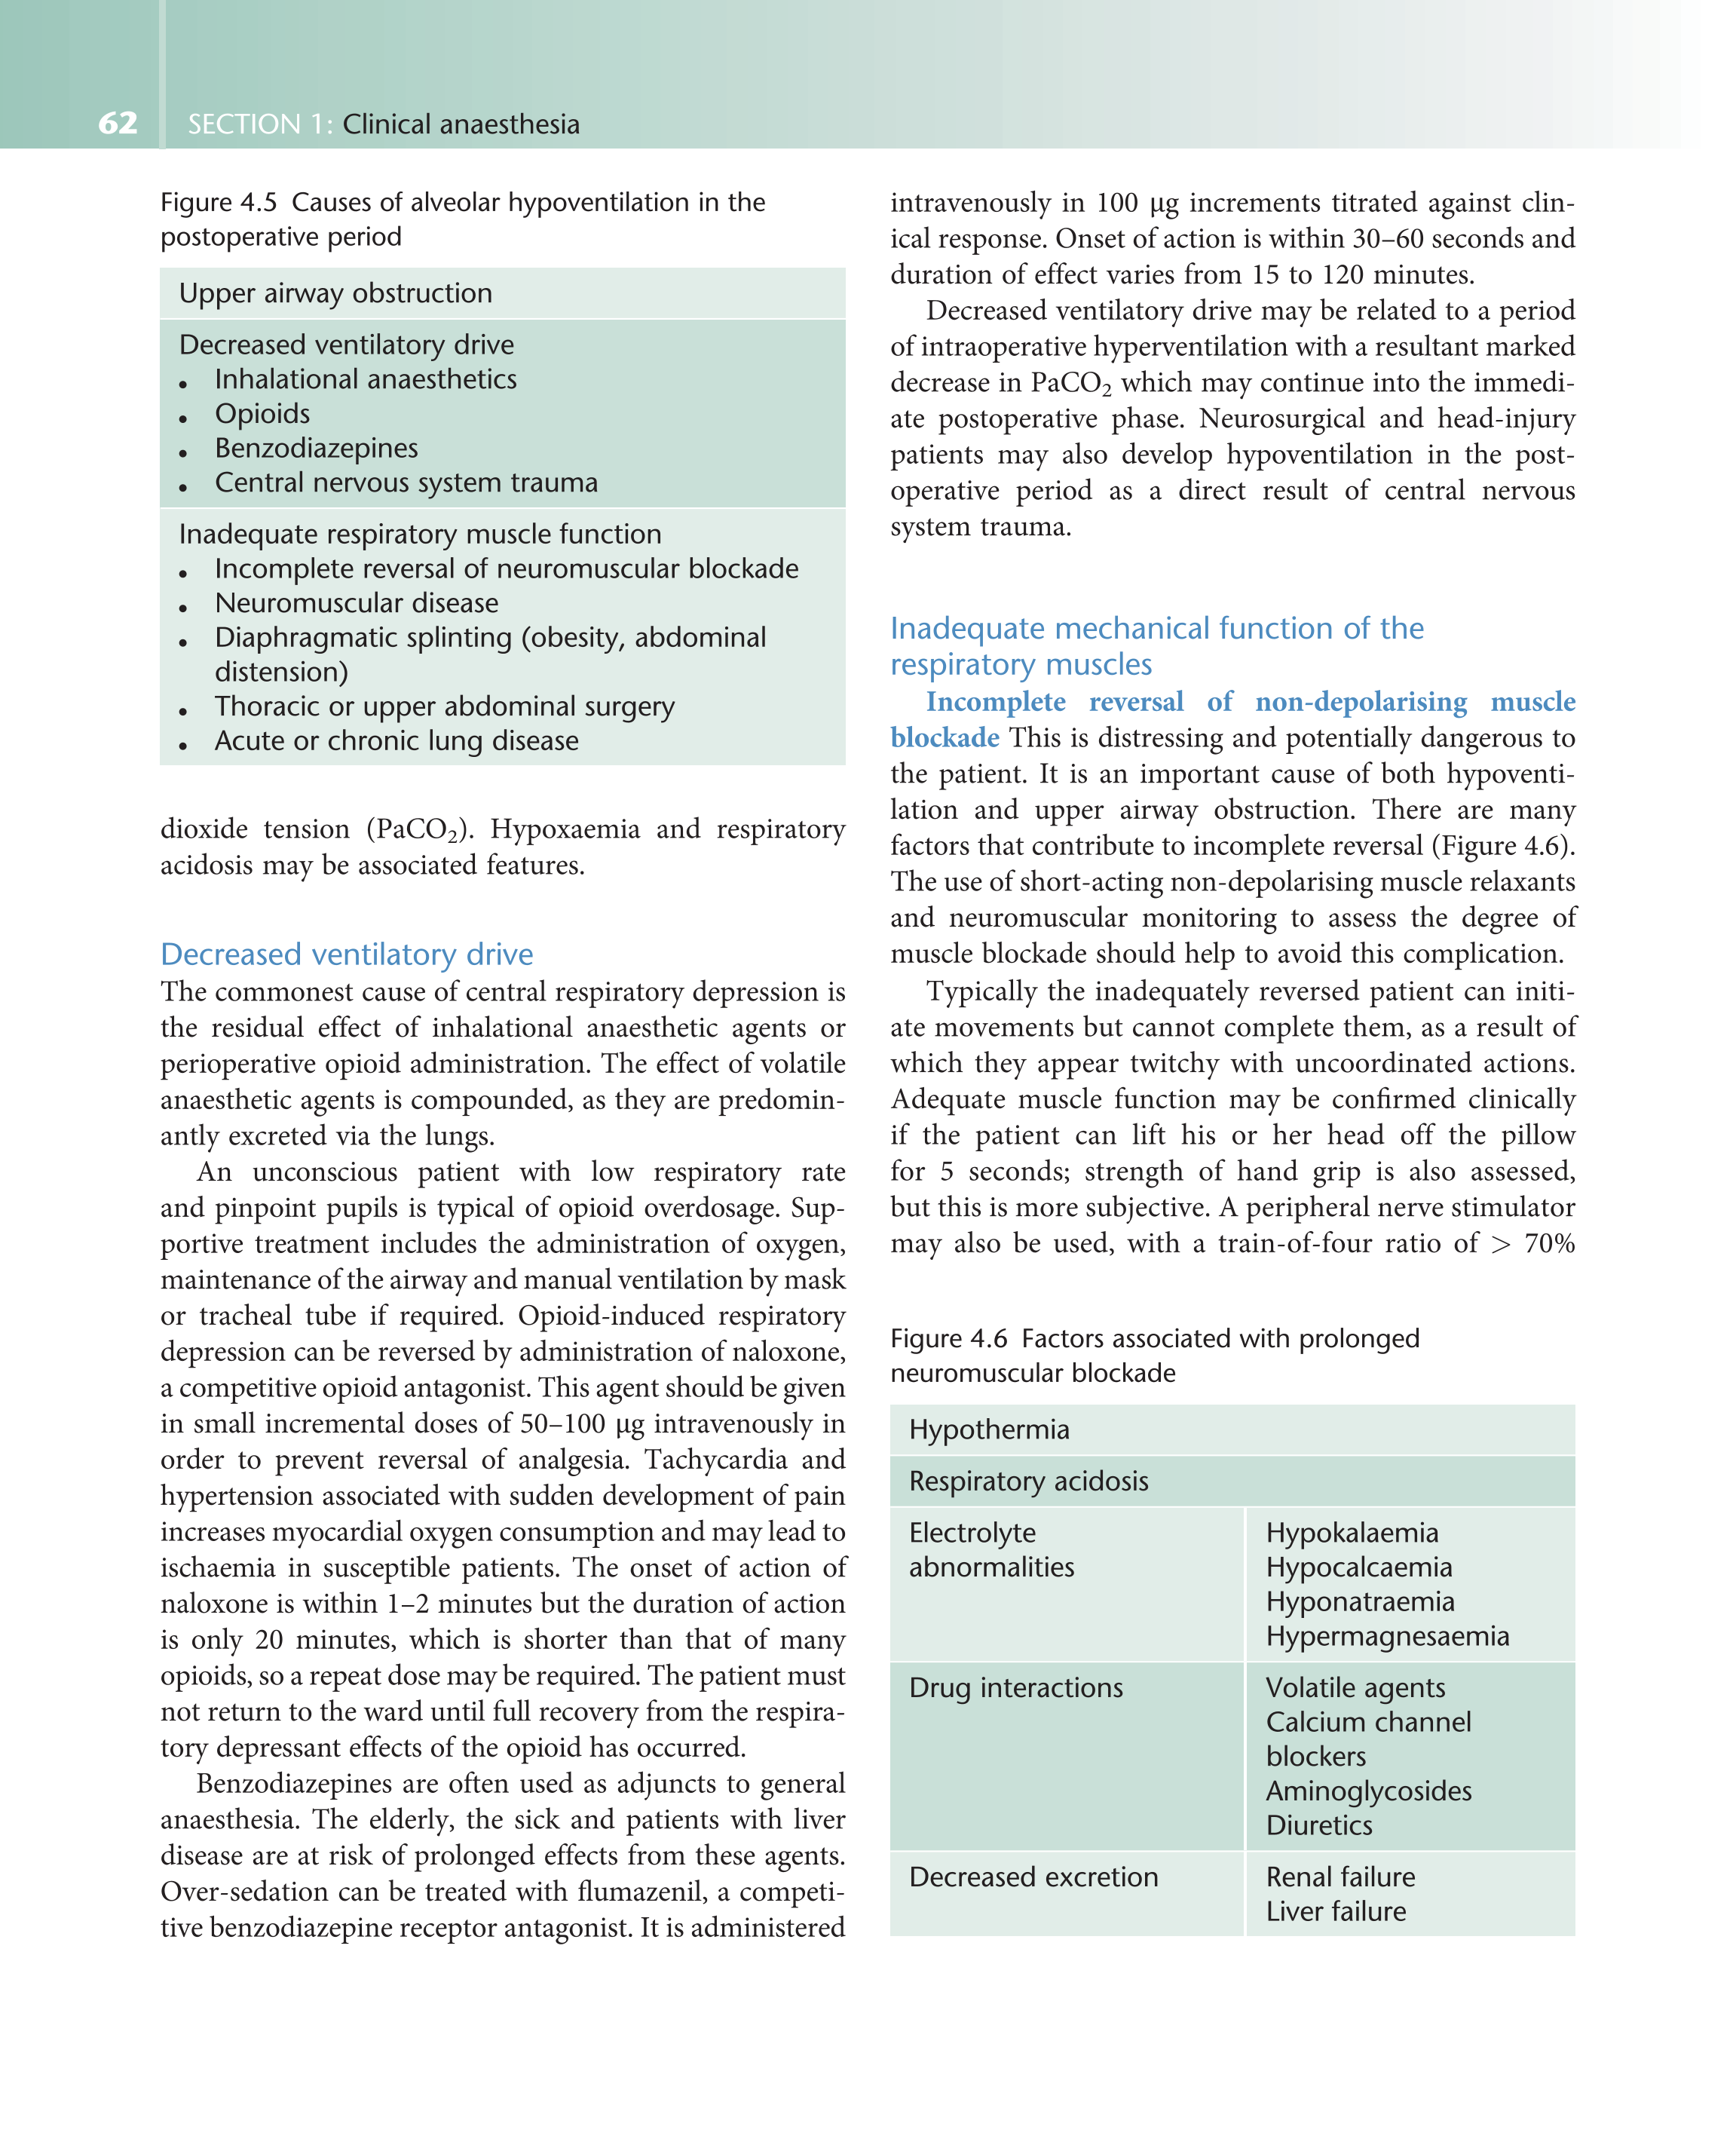 62 SECTION 1: Clinical anaesthesia
Figure 4.5 Causes of alveolar hypoventilation in the
postoperative period
Upper airway obstruction
Decreased ventilatory drive
• Inhalational anaesthetics
• Opioids
• Benzodiazepines
• Central nervous system trauma
Inadequate respiratory muscle function
• Incomplete reversal of neuromuscular blockade
• Neuromuscular disease
• Diaphragmatic splinting (obesity, abdominal
distension)
• Thoracic or upper abdominal surgery
• Acute or chronic lung disease
dioxide tension (PaCO₂). Hypoxaemia and respiratory
acidosis may be associated features.
Decreased ventilatory drive
The commonest cause of central respiratory depression is
the residual effect of inhalational anaesthetic agents or
perioperative opioid administration. The effect of volatile
anaesthetic agents is compounded, as they are predomin-
antly excreted via the lungs.
An unconscious patient with low respiratory rate
and pinpoint pupils is typical of opioid overdosage. Sup-
portive treatment includes the administration of oxygen,
maintenance of the airway and manual ventilation by mask
or tracheal tube if required. Opioid-induced respiratory
depression can be reversed by administration of naloxone,
a competitive opioid antagonist. This agent should be given
in small incremental doses of 50–100 µg intravenously in
order to prevent reversal of analgesia. Tachycardia and
hypertension associated with sudden development of pain
increases myocardial oxygen consumption and may lead to
ischaemia in susceptible patients. The onset of action of
naloxone is within 1–2 minutes but the duration of action
is only 20 minutes, which is shorter than that of many
opioids, so a repeat dose may be required. The patient must
not return to the ward until full recovery from the respira-
tory depressant effects of the opioid has occurred.
Benzodiazepines are often used as adjuncts to general
anaesthesia. The elderly, the sick and patients with liver
disease are at risk of prolonged effects from these agents.
Over-sedation can be treated with flumazenil, a competi-
tive benzodiazepine receptor antagonist. It is administered
intravenously in 100 µg increments titrated against clin-
ical response. Onset of action is within 30–60 seconds and
duration of effect varies from 15 to 120 minutes.
Decreased ventilatory drive may be related to a period
of intraoperative hyperventilation with a resultant marked
decrease in PaCO₂ which may continue into the immedi-
ate postoperative phase. Neurosurgical and head-injury
patients may also develop hypoventilation in the post-
operative period as a direct result of central nervous
system trauma.
Inadequate mechanical function of the
respiratory muscles
Incomplete reversal of non-depolarising muscle
blockade This is distressing and potentially dangerous to
the patient. It is an important cause of both hypoventi-
lation and upper airway obstruction. There are many
factors that contribute to incomplete reversal (Figure 4.6).
The use of short-acting non-depolarising muscle relaxants
and neuromuscular monitoring to assess the degree of
muscle blockade should help to avoid this complication.
Typically the inadequately reversed patient can initi-
ate movements but cannot complete them, as a result of
which they appear twitchy with uncoordinated actions.
Adequate muscle function may be confirmed clinically
if the patient can lift his or her head off the pillow
for 5 seconds; strength of hand grip is also assessed,
but this is more subjective. A peripheral nerve stimulator
may also be used, with a train-of-four ratio of > 70%
Figure 4.6 Factors associated with prolonged
neuromuscular blockade
Hypothermia
Respiratory acidosis
Electrolyte Hypokalaemia
abnormalities Hypocalcaemia
Hyponatraemia
Hypermagnesaemia
Drug interactions Volatile agents
Calcium channel
blockers
Aminoglycosides
Diuretics
Decreased excretion Renal failure
Liver failure